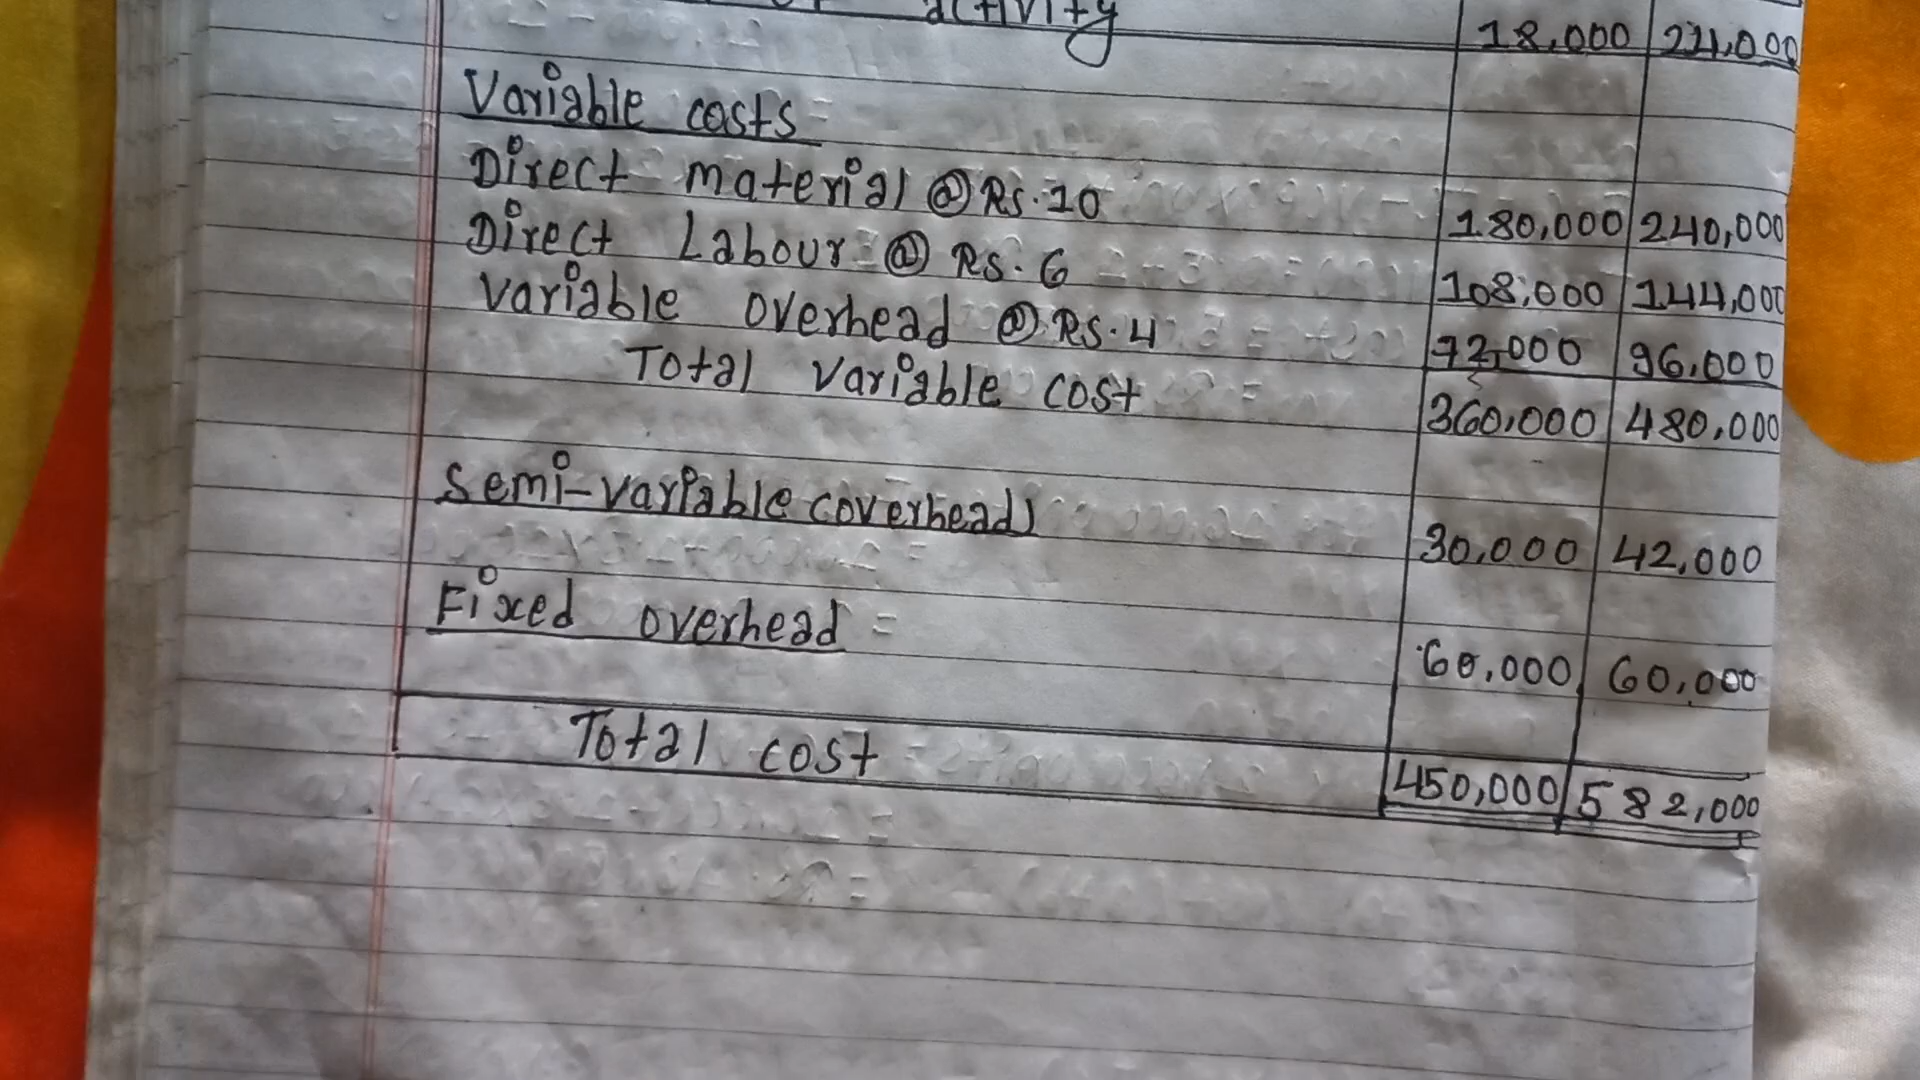 activity 18,000 24,000
Variable costs
Direct material @ Rs.10 180,000 240,000
Direct Labour @ Rs.6 108,000 144,000
Variable overhead @ Rs.4 72,000 96,000
Total variable cost 360,000 480,000
Semi-variable (overhead) 30,000 42,000
Fixed overhead = 60,000 60,000
Total cost 450,000 582,000